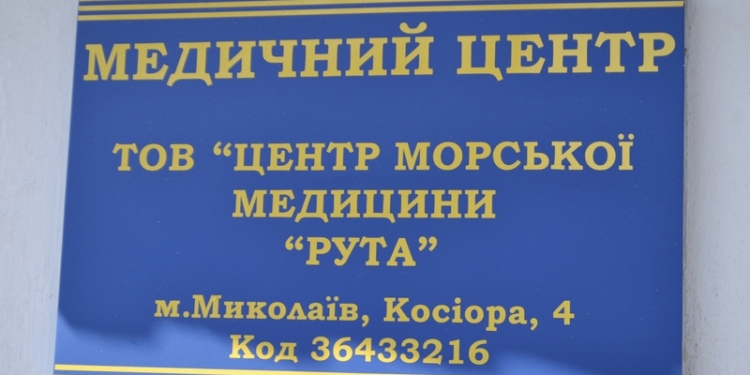 МЕДИЧНИЙ ЦЕНТР
ТОВ “ЦЕНТР МОРСЬКОЇ
МЕДИЦИНИ
“РУТА”
м.Миколаїв, Косіора, 4
Код 36433216